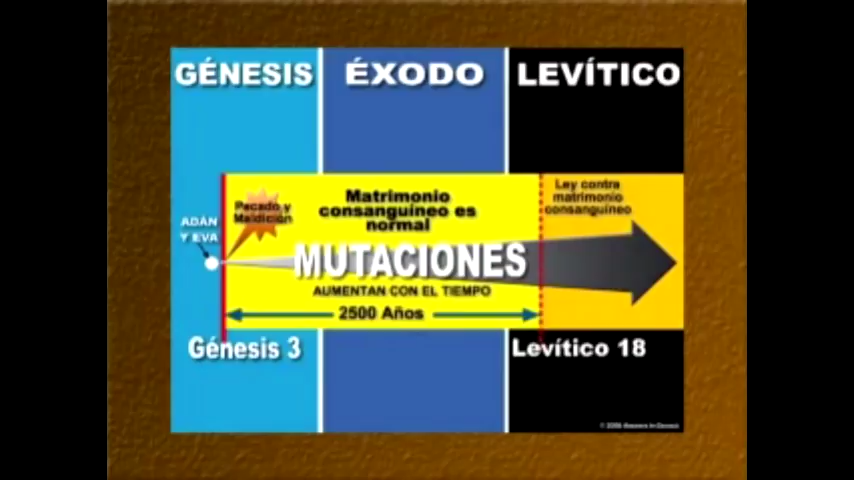 GÉNESIS
ÉXODO
LEVÍTICO
ADÁN
Y EVA
Pecado y
Maldición
Matrimonio
consanguíneo es
normal
Ley contra
matrimonio
consanguíneo
MUTACIONES
AUMENTAN CON EL TIEMPO
2500 Años
Génesis 3
Levítico 18